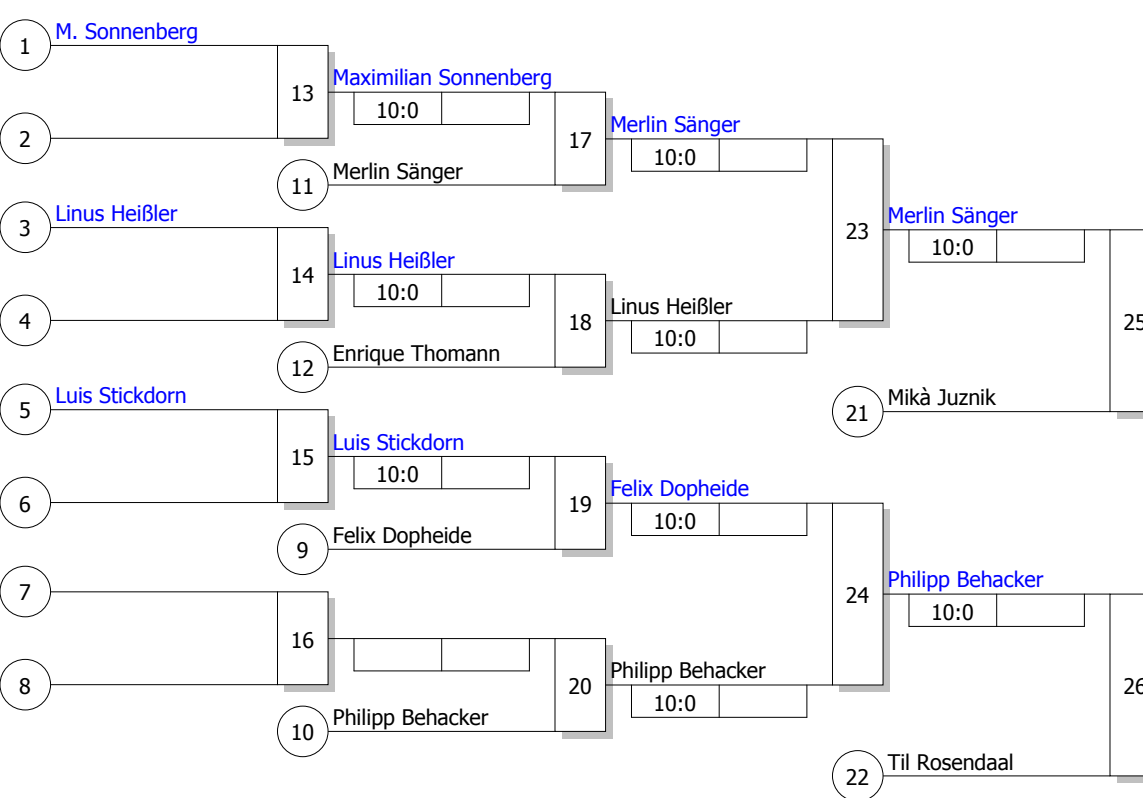 M. Sonnenberg
1
13
Maximilian Sonnenberg
10:0
2
17
Merlin Sänger
10:0
11
Merlin Sänger
3
Linus Heißler
23
Merlin Sänger
10:0
14
Linus Heißler
10:0
4
18
Linus Heißler
10:0
25
12
Enrique Thomann
5
Luis Stickdorn
21
Mikà Juznik
15
Luis Stickdorn
10:0
6
19
Felix Dopheide
10:0
9
Felix Dopheide
7
24
Philipp Behacker
10:0
16
8
20
Philipp Behacker
10:0
26
10
Philipp Behacker
22
Til Rosendaal